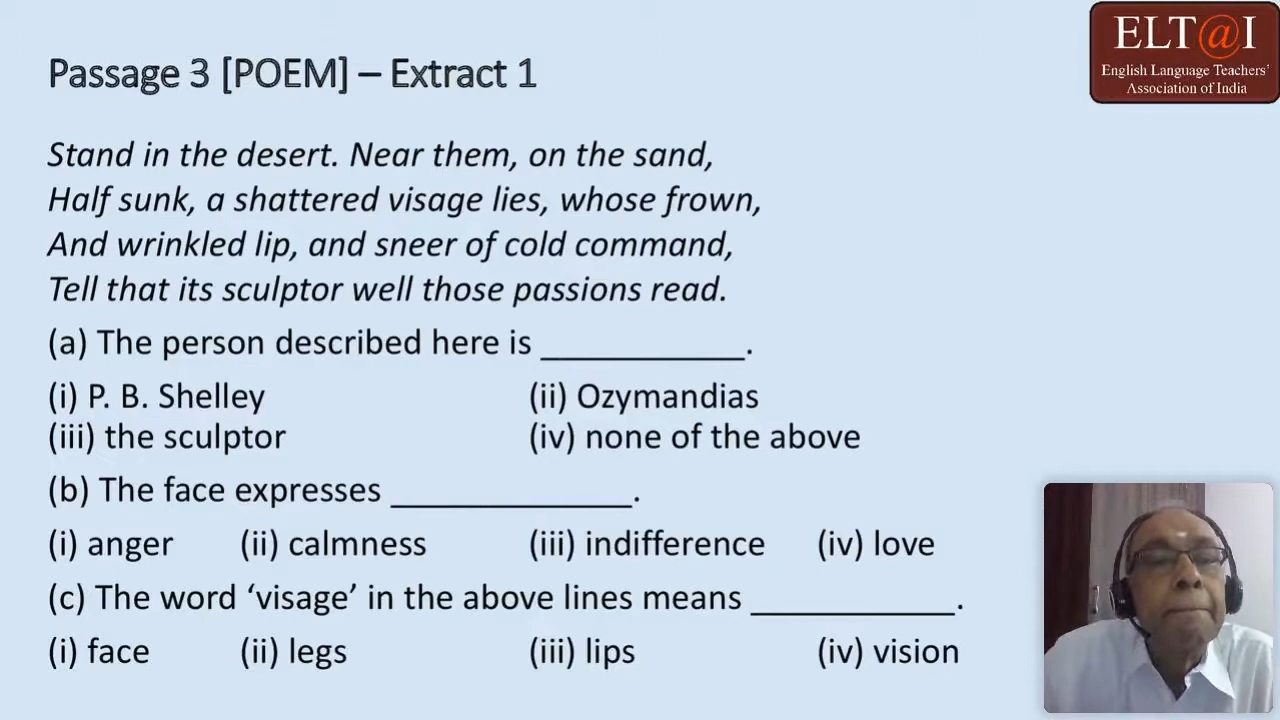 Passage 3 [POEM] – Extract 1
ELT@I
English Language Teachers'
Association of India
Stand in the desert. Near them, on the sand,
Half sunk, a shattered visage lies, whose frown,
And wrinkled lip, and sneer of cold command,
Tell that its sculptor well those passions read.
(a) The person described here is ___________.
(i) P. B. Shelley (ii) Ozymandias
(iii) the sculptor (iv) none of the above
(b) The face expresses _____________.
(i) anger (ii) calmness (iii) indifference (iv) love
(c) The word ‘visage’ in the above lines means ___________.
(i) face (ii) legs (iii) lips (iv) vision